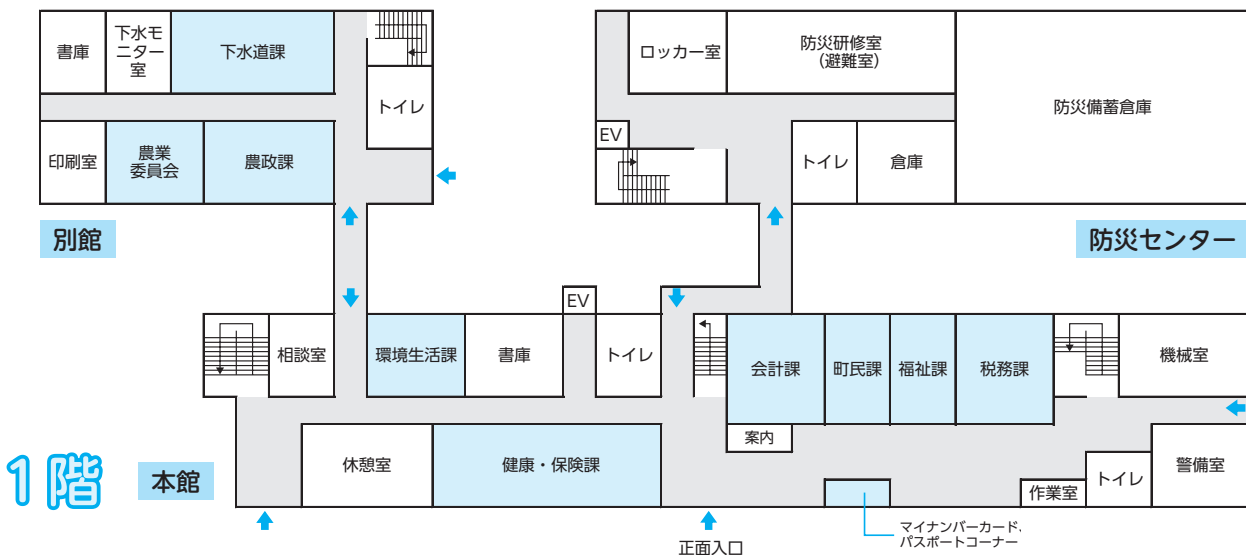 書庫
下水モ
ニター
室
下水道課
トイレ
印刷室
農業
委員会
農政課
別館
ロッカー室
防災研修室
(避難室)
防災備蓄倉庫
EV
トイレ
倉庫
防災センター
EV
相談室
環境生活課
書庫
トイレ
会計課
町民課
福祉課
税務課
機械室
案内
休憩室
健康・保険課
作業室
トイレ
警備室
1階
本館
正面入口
マイナンバーカード、
パスポートコーナー